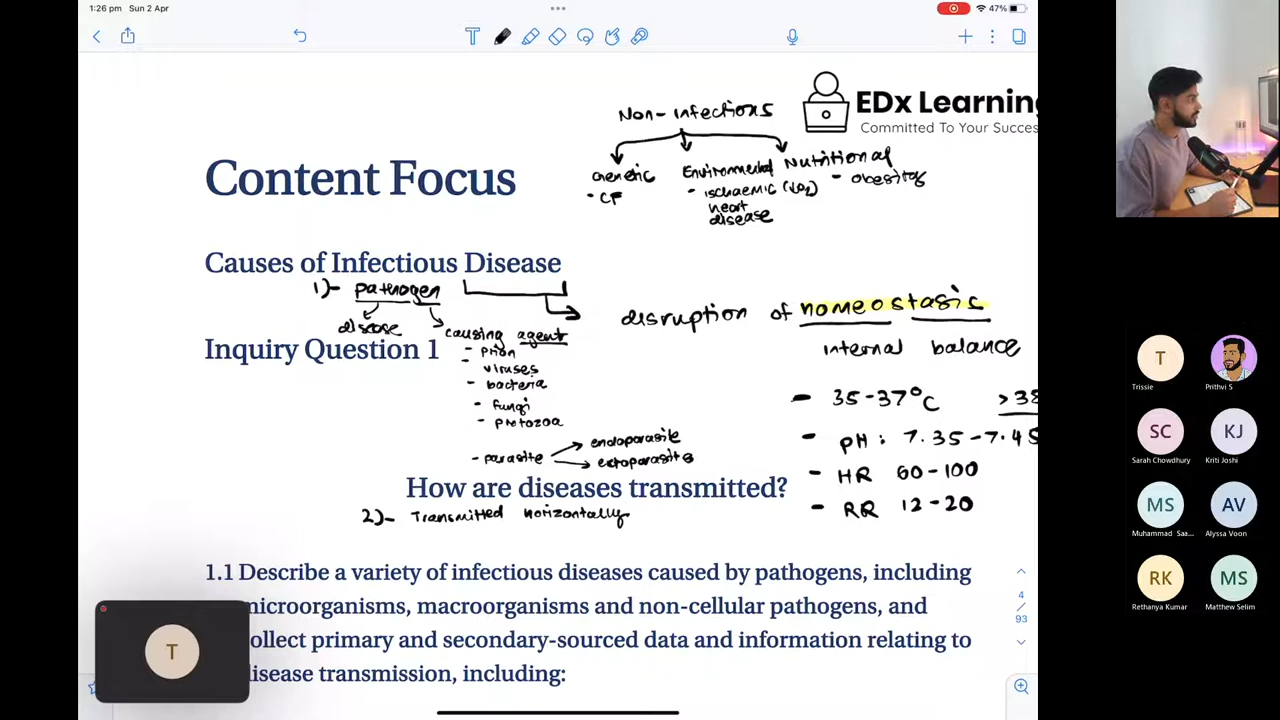 1:26 pm Sun 2 Apr
47%
Non-infectious
EDx Learning
Committed To Your Succes
Genetic
- CF
Environmental
- ischaemic
heart
disease
Nutritional
- obesity
Content Focus
Causes of Infectious Disease
1)- pathogen
disease
causing agent
- prion
- viruses
- bacteria
- fungi
- protozoa
- parasite
endoparasite
ectoparasite
disruption of homeostasis
internal balance
- 35-37°C >38
- pH: 7.35-7.45
- HR 60-100
- RR 12-20
Inquiry Question 1
How are diseases transmitted?
2)- Transmitted horizontally
1.1 Describe a variety of infectious diseases caused by pathogens, including
microorganisms, macroorganisms and non-cellular pathogens, and
ollect primary and secondary-sourced data and information relating to
isease transmission, including:
4
/
93
T
T
Trissie
Prithvi S
SC
Sarah Chowdhury
KJ
Kriti Joshi
MS
Muhammad Saa...
AV
Alyssa Voon
RK
Rethanya Kumar
MS
Matthew Selim